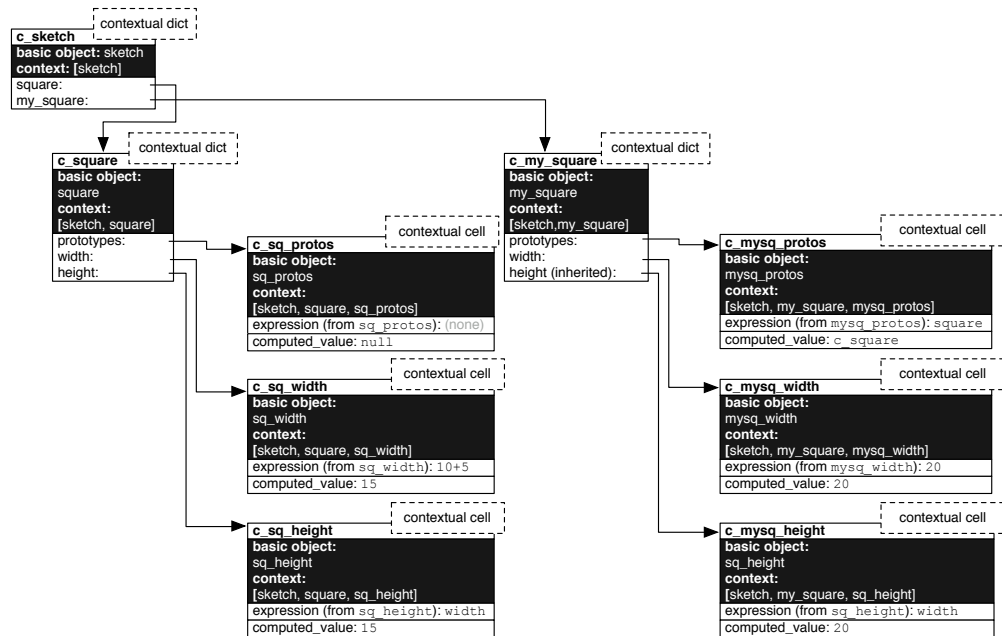 contextual dict
c_sketch
basic object: sketch
context: [sketch]
square:
my_square:
contextual dict
c_square
basic object:
square
context:
[sketch, square]
prototypes:
width:
height:
contextual cell
c_sq_protos
basic object:
sq_protos
context:
[sketch, square, sq_protos]
expression (from sq_protos): (none)
computed_value: null
contextual cell
c_sq_width
basic object:
sq_width
context:
[sketch, square, sq_width]
expression (from sq_width): 10+5
computed_value: 15
contextual cell
c_sq_height
basic object:
sq_height
context:
[sketch, square, sq_height]
expression (from sq_height): width
computed_value: 15
contextual dict
c_my_square
basic object:
my_square
context:
[sketch,my_square]
prototypes:
width:
height (inherited):
contextual cell
c_mysq_protos
basic object:
mysq_protos
context:
[sketch, my_square, mysq_protos]
expression (from mysq_protos): square
computed_value: c_square
contextual cell
c_mysq_width
basic object:
mysq_width
context:
[sketch, my_square, mysq_width]
expression (from mysq_width): 20
computed_value: 20
contextual cell
c_mysq_height
basic object:
sq_height
context:
[sketch, my_square, sq_height]
expression (from sq_height): width
computed_value: 20